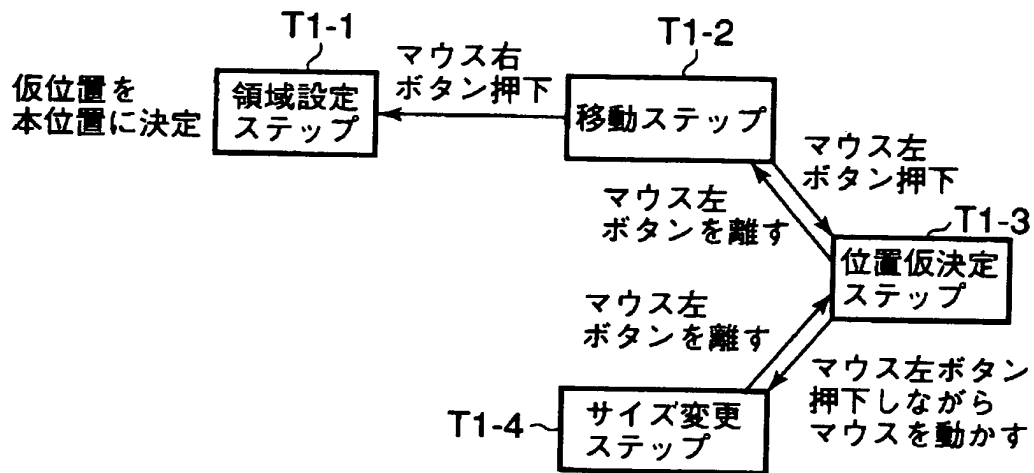 T1-1
T1-2
マウス右
ボタン押下
仮位置を
本位置に決定
領域設定
ステップ
移動ステップ
マウス左
ボタン押下
マウス左
ボタンを離す
T1-3
位置仮決定
ステップ
マウス左
ボタンを離す
マウス左ボタン
押下しながら
マウスを動かす
T1-4
サイズ変更
ステップ